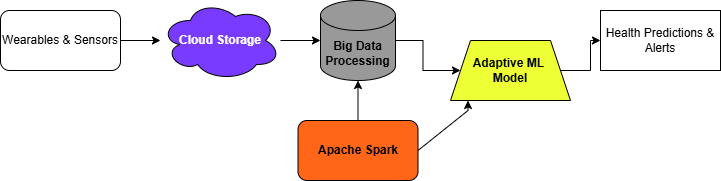 Wearables & Sensors
Cloud Storage
Big Data
Processing
Adaptive ML
Model
Health Predictions &
Alerts
Apache Spark